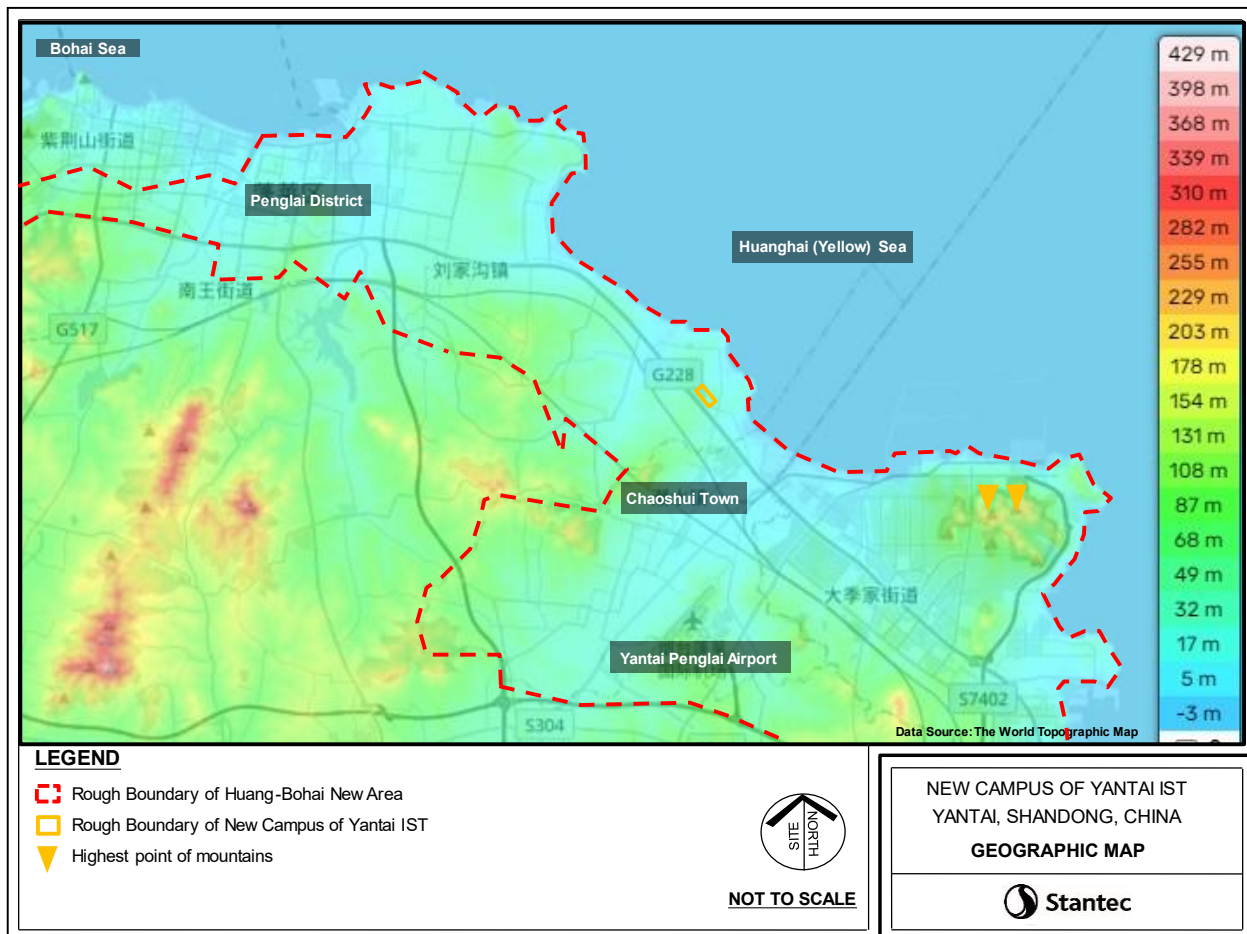 Bohai Sea
紫荆山街道
Penglai District
Huanghai (Yellow) Sea
刘家沟镇
南王街道
G517
G228
Chaoshui Town
大季家街道
Yantai Penglai Airport
S304
S7402
Data Source: The World Topographic Map
429 m
398 m
368 m
339 m
310 m
282 m
255 m
229 m
203 m
178 m
154 m
131 m
108 m
87 m
68 m
49 m
32 m
17 m
5 m
-3 m
LEGEND
Rough Boundary of Huang-Bohai New Area
Rough Boundary of New Campus of Yantai IST
Highest point of mountains
SITE
NORTH
NOT TO SCALE
NEW CAMPUS OF YANTAI IST
YANTAI, SHANDONG, CHINA
GEOGRAPHIC MAP
Stantec